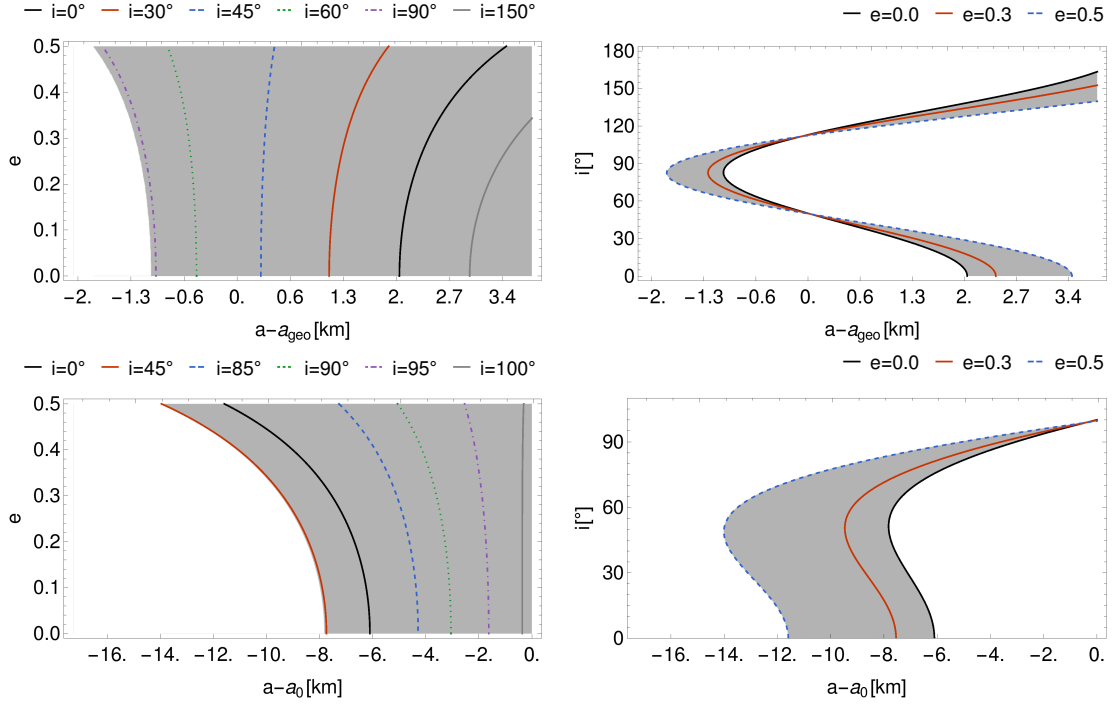 i=0° i=30° i=45° i=60° i=90° i=150°
0.5
0.4
0.3
0.2
0.1
0.0
e
-2. -1.3 -0.6 0. 0.6 1.3 2. 2.7 3.4
a-a_geo[km]
e=0.0 e=0.3 e=0.5
180
150
120
90
60
30
0
i[°]
-2. -1.3 -0.6 0. 0.6 1.3 2. 2.7 3.4
a-a_geo[km]
i=0° i=45° i=85° i=90° i=95° i=100°
0.5
0.4
0.3
0.2
0.1
0.0
e
-16. -14. -12. -10. -8. -6. -4. -2. 0.
a-a_0[km]
e=0.0 e=0.3 e=0.5
90
60
30
0
i[°]
-16. -14. -12. -10. -8. -6. -4. -2. 0.
a-a_0[km]